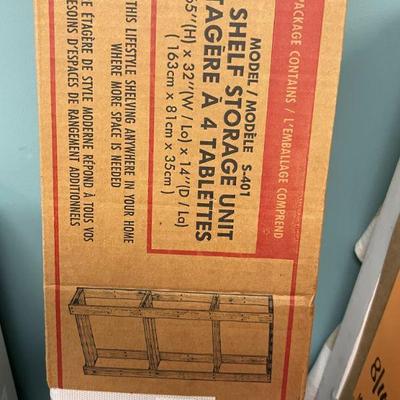 PACKAGE CONTAINS / L'EMBALLAGE COMPREND
MODEL / MODÈLE S-401
SHELF STORAGE UNIT
ÉTAGÈRE À 4 TABLETTES
65"(H) x 32"(W / Lo) x 14"(D / La)
( 163cm x 81cm x 35cm )
THIS LIFESTYLE SHELVING ANYWHERE IN YOUR HOME
WHERE MORE SPACE IS NEEDED
ÉTAGÈRE DE STYLE MODERNE RÉPOND À TOUS VOS
BESOINS D'ESPACES DE RANGEMENT ADDITIONNELS